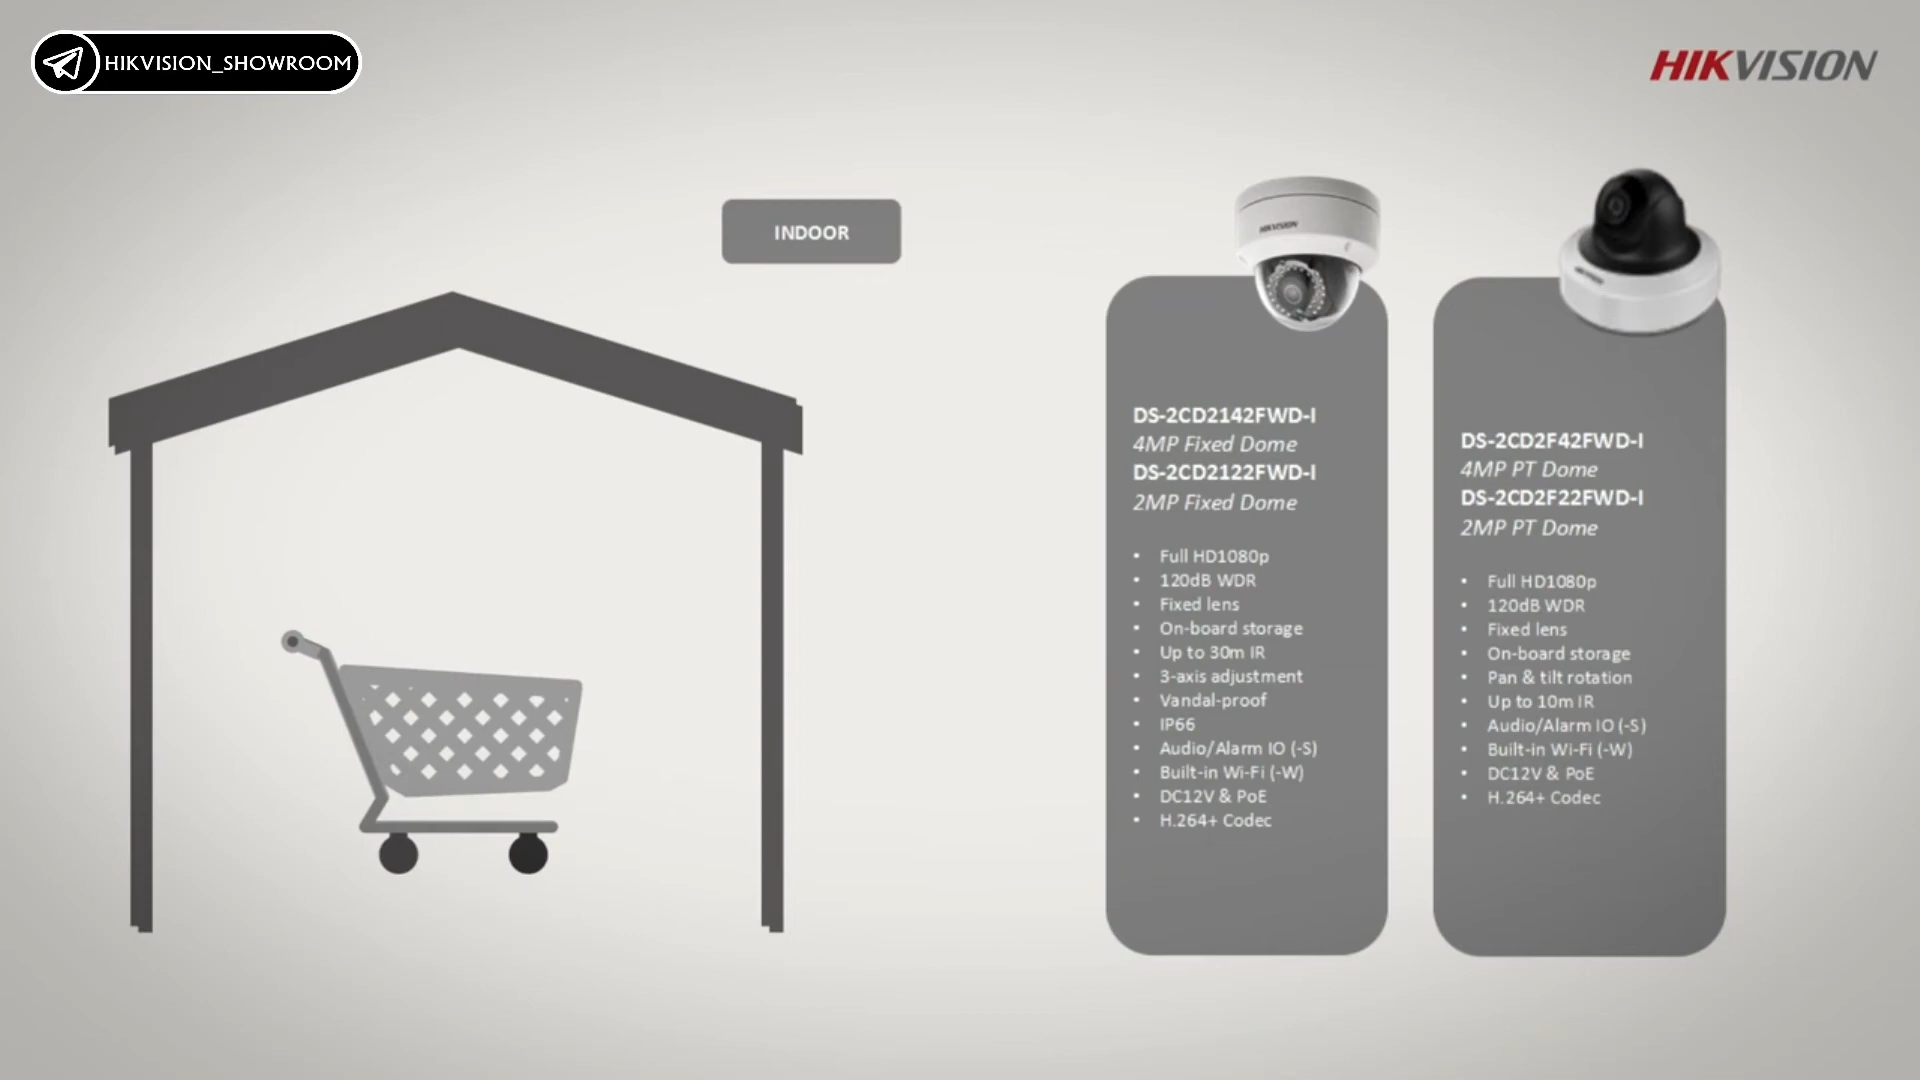 HIKVISION_SHOWROOM
HIKVISION
INDOOR
HIKVISION
DS-2CD2142FWD-I
4MP Fixed Dome
DS-2CD2122FWD-I
2MP Fixed Dome
• Full HD1080p
• 120dB WDR
• Fixed lens
• On-board storage
• Up to 30m IR
• 3-axis adjustment
• Vandal-proof
• IP66
• Audio/Alarm IO (-S)
• Built-in Wi-Fi (-W)
• DC12V & PoE
• H.264+ Codec
DS-2CD2F42FWD-I
4MP PT Dome
DS-2CD2F22FWD-I
2MP PT Dome
• Full HD1080p
• 120dB WDR
• Fixed lens
• On-board storage
• Pan & tilt rotation
• Up to 10m IR
• Audio/Alarm IO (-S)
• Built-in Wi-Fi (-W)
• DC12V & PoE
• H.264+ Codec